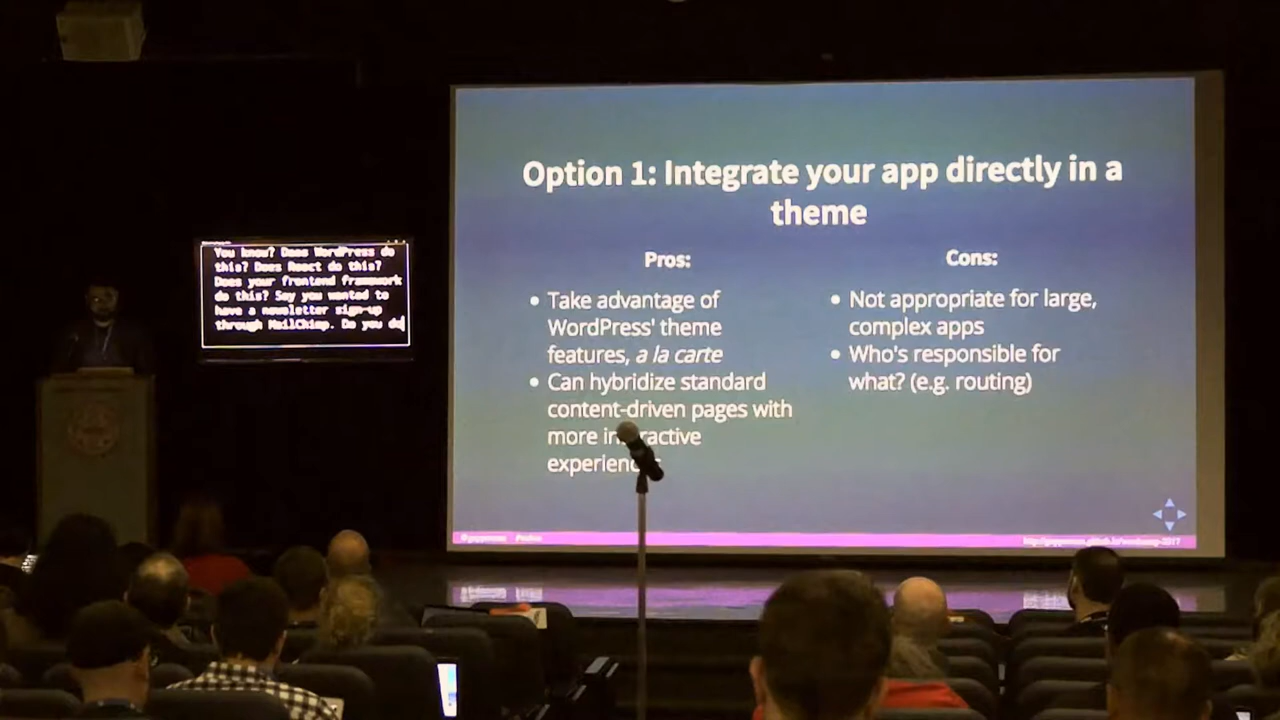 You know? Does WordPress do
this? Does React do this?
Does your frontend framework
do this? Say you wanted to
have a newsletter sign-up
through MailChimp. Do you do
Option 1: Integrate your app directly in a
theme
Pros:
• Take advantage of
WordPress' theme
features, a la carte
• Can hybridize standard
content-driven pages with
more interactive
Cons:
• Not appropriate for large,
complex apps
• Who's responsible for
what? (e.g. routing)